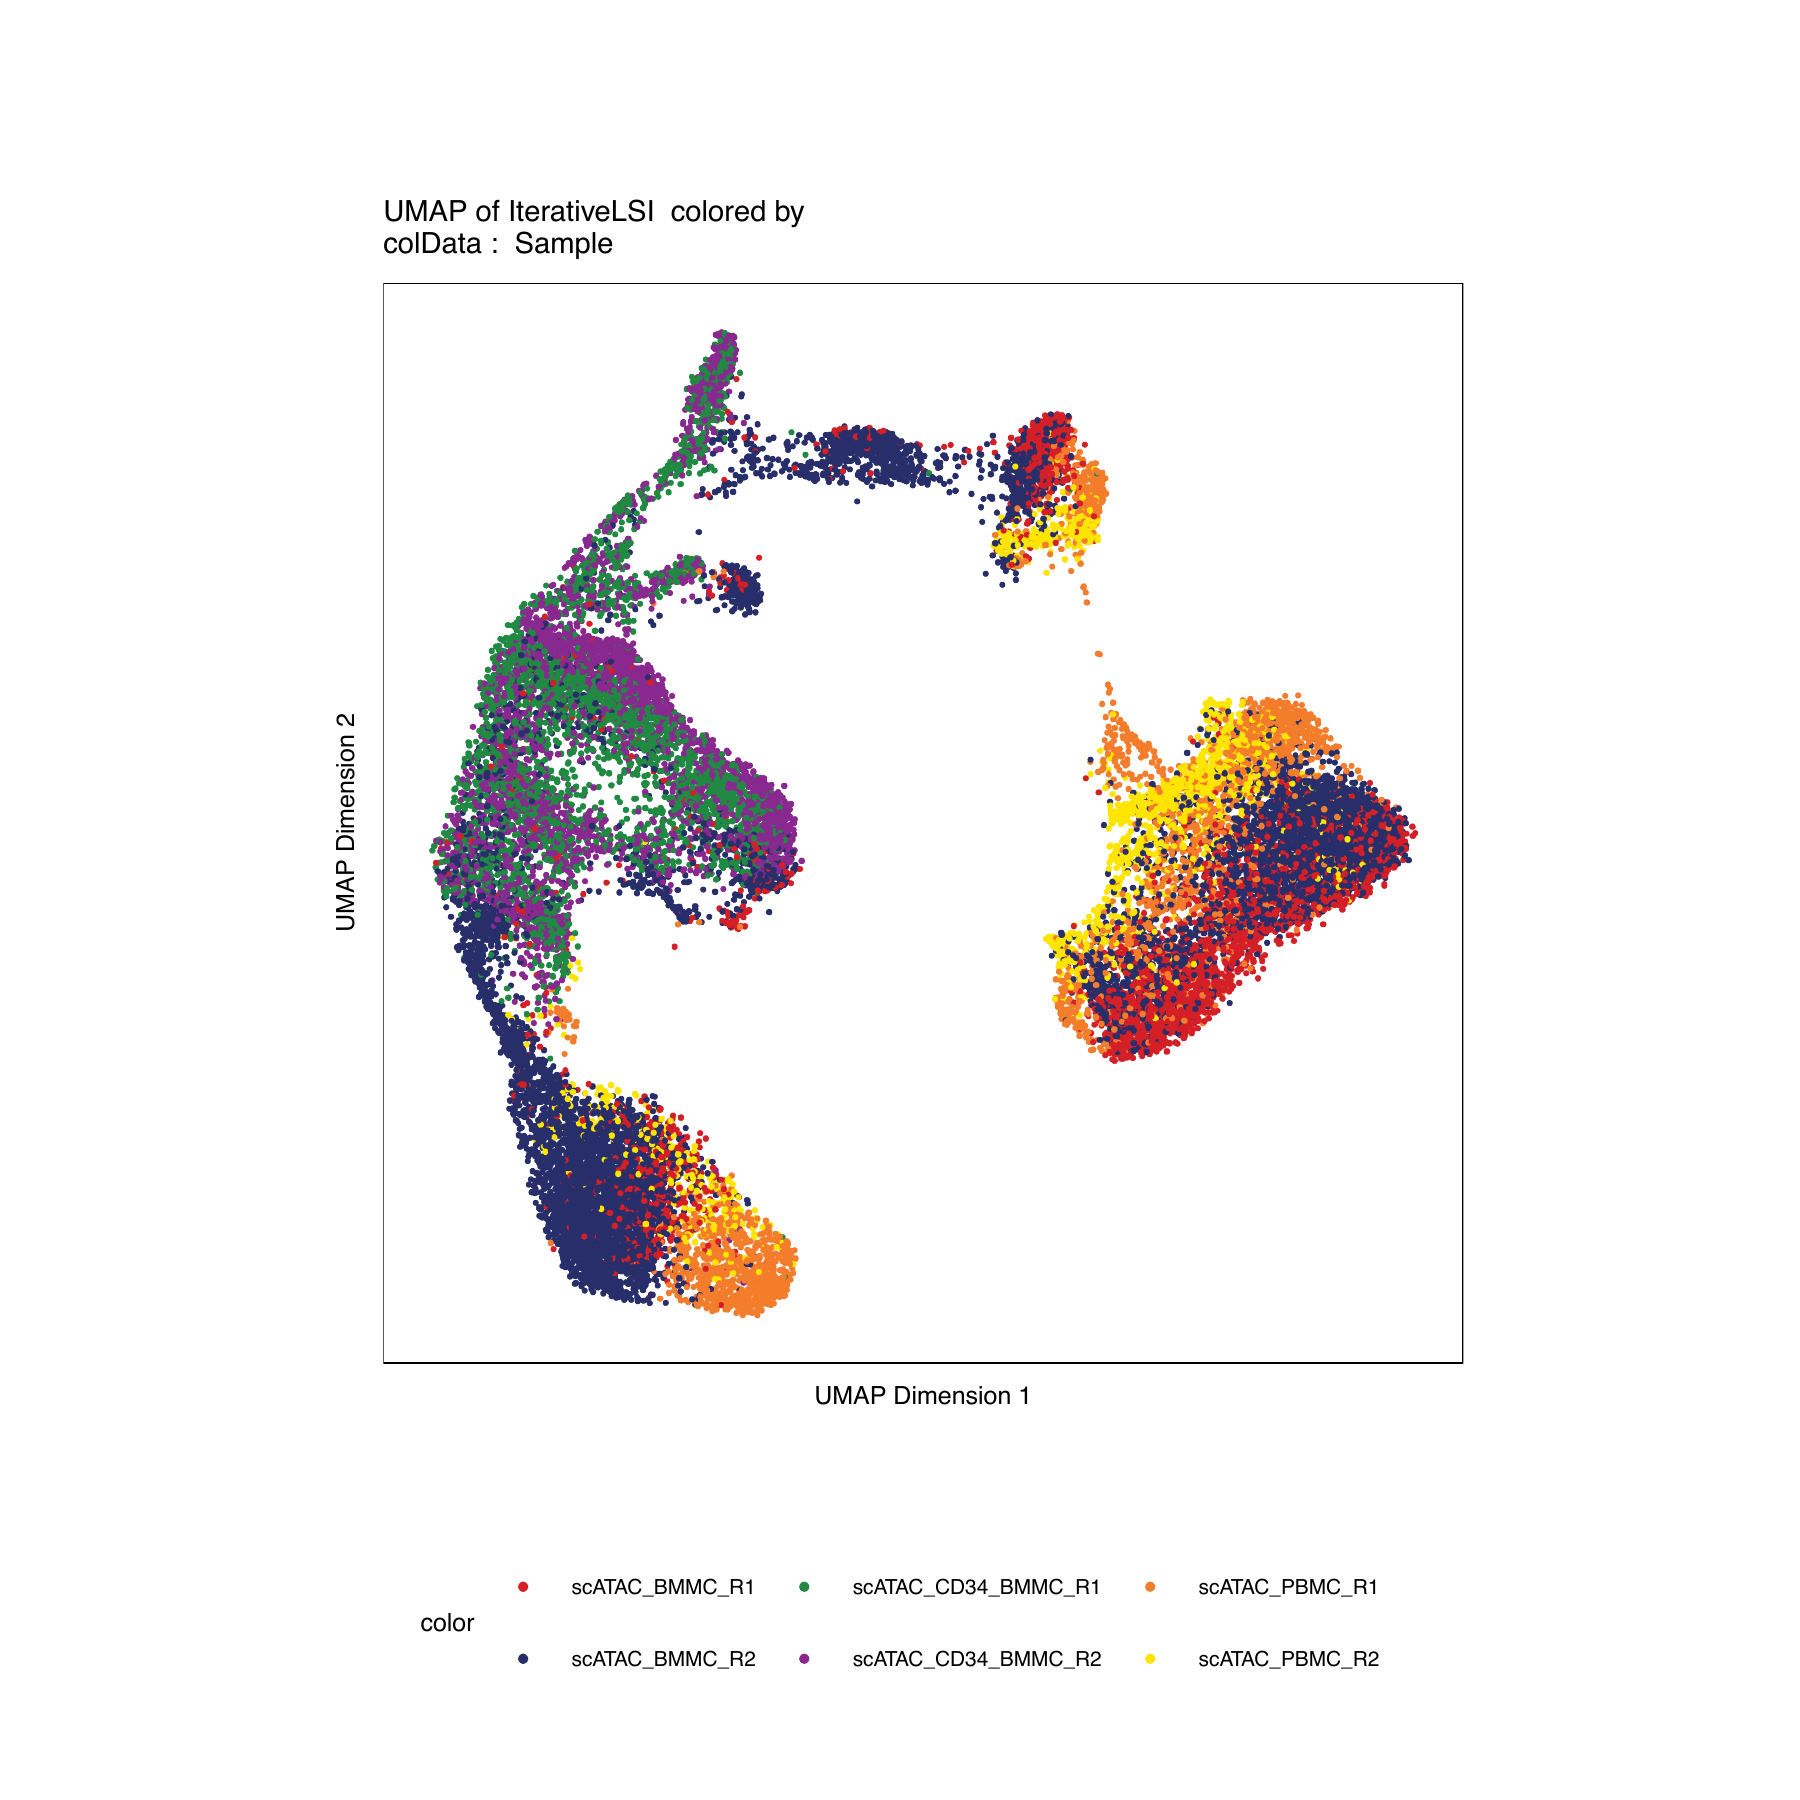 UMAP of IterativeLSI  colored by
colData :  Sample
UMAP Dimension 2
UMAP Dimension 1
color
scATAC_BMMC_R1
scATAC_CD34_BMMC_R1
scATAC_PBMC_R1
scATAC_BMMC_R2
scATAC_CD34_BMMC_R2
scATAC_PBMC_R2